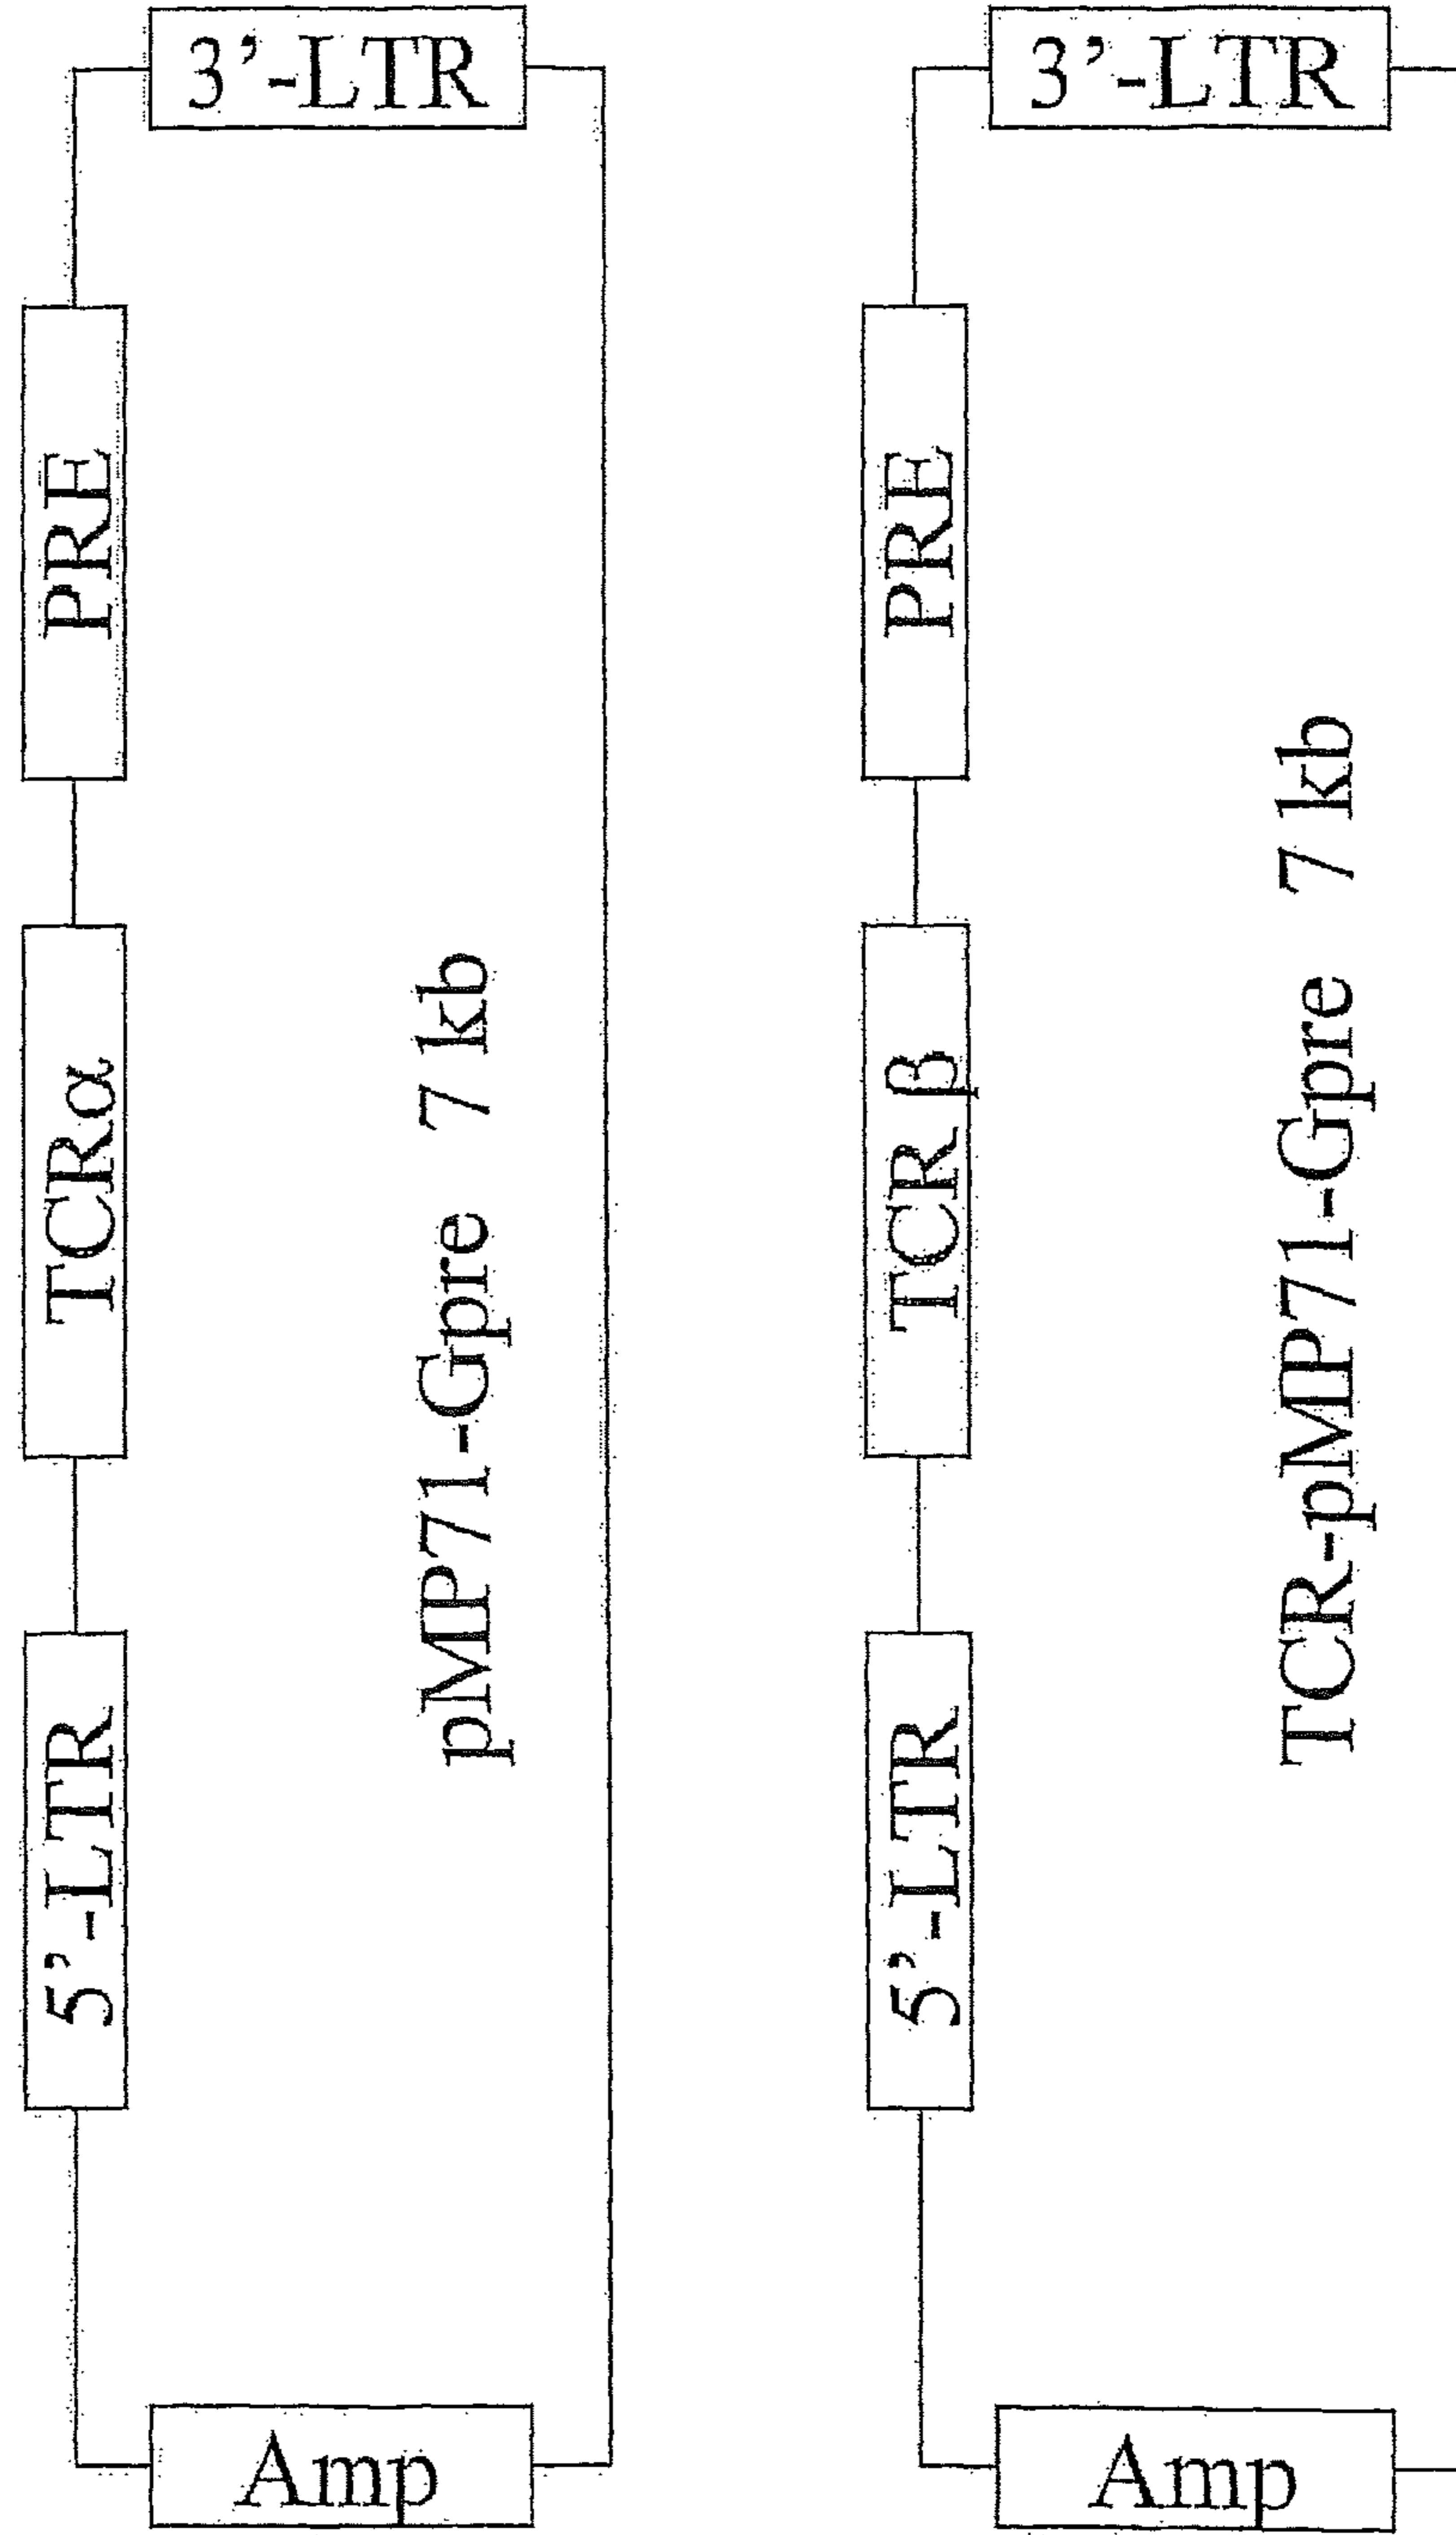 5’-LTR
TCRα
PRE
3’-LTR
Amp
pMP71-Gpre 7 kb
5’-LTR
TCR β
PRE
3’-LTR
Amp
TCR-pMP71-Gpre 7 kb